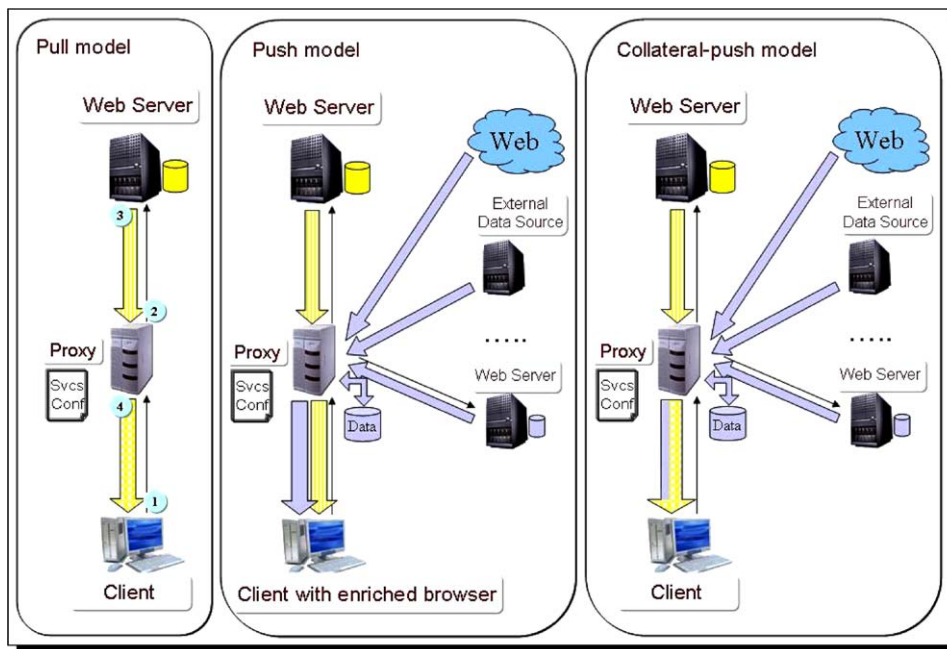 Pull model
Web Server
3
2
Proxy
Svcs
Conf
4
1
Client
Push model
Web Server
Web
External
Data Source
.....
Proxy
Svcs
Conf
Web Server
Data
Client with enriched browser
Collateral-push model
Web Server
Web
External
Data Source
.....
Proxy
Svcs
Conf
Web Server
Data
Client